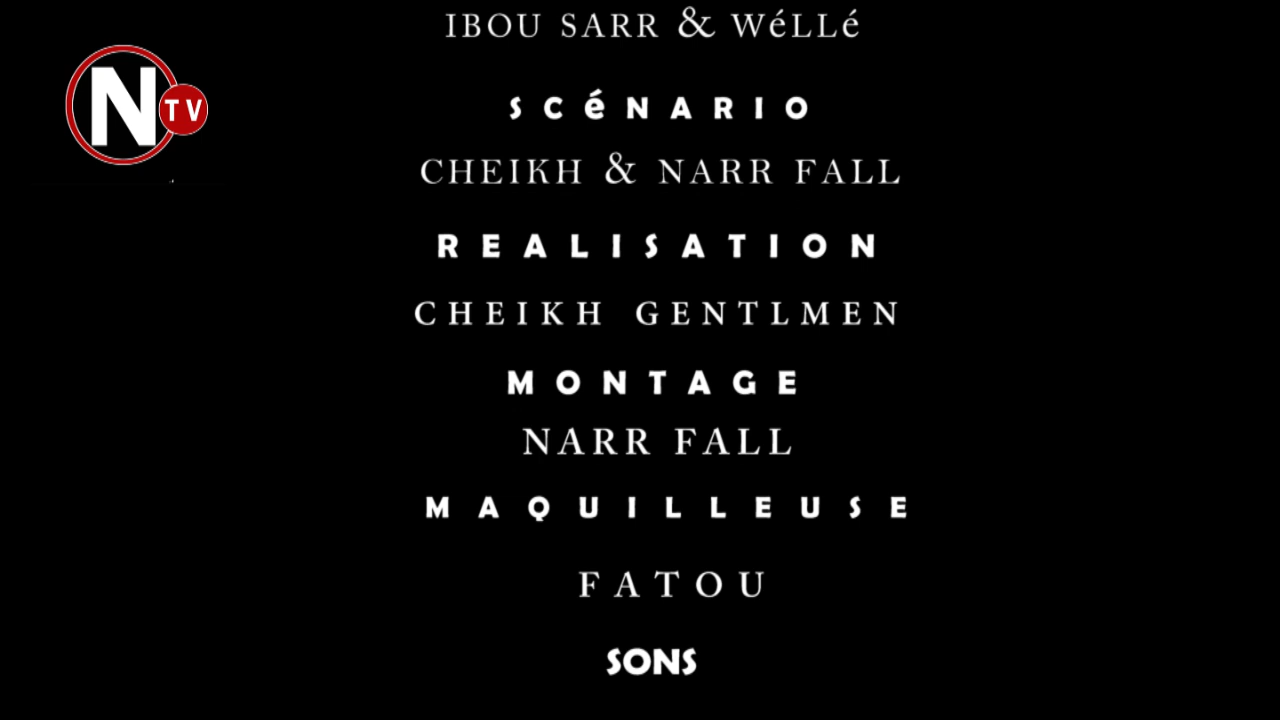 IBOU SARR & WéLLé
N TV
SCéNARIO
CHEIKH & NARR FALL
REALISATION
CHEIKH GENTLMEN
MONTAGE
NARR FALL
MAQUILLEUSE
FATOU
SONS